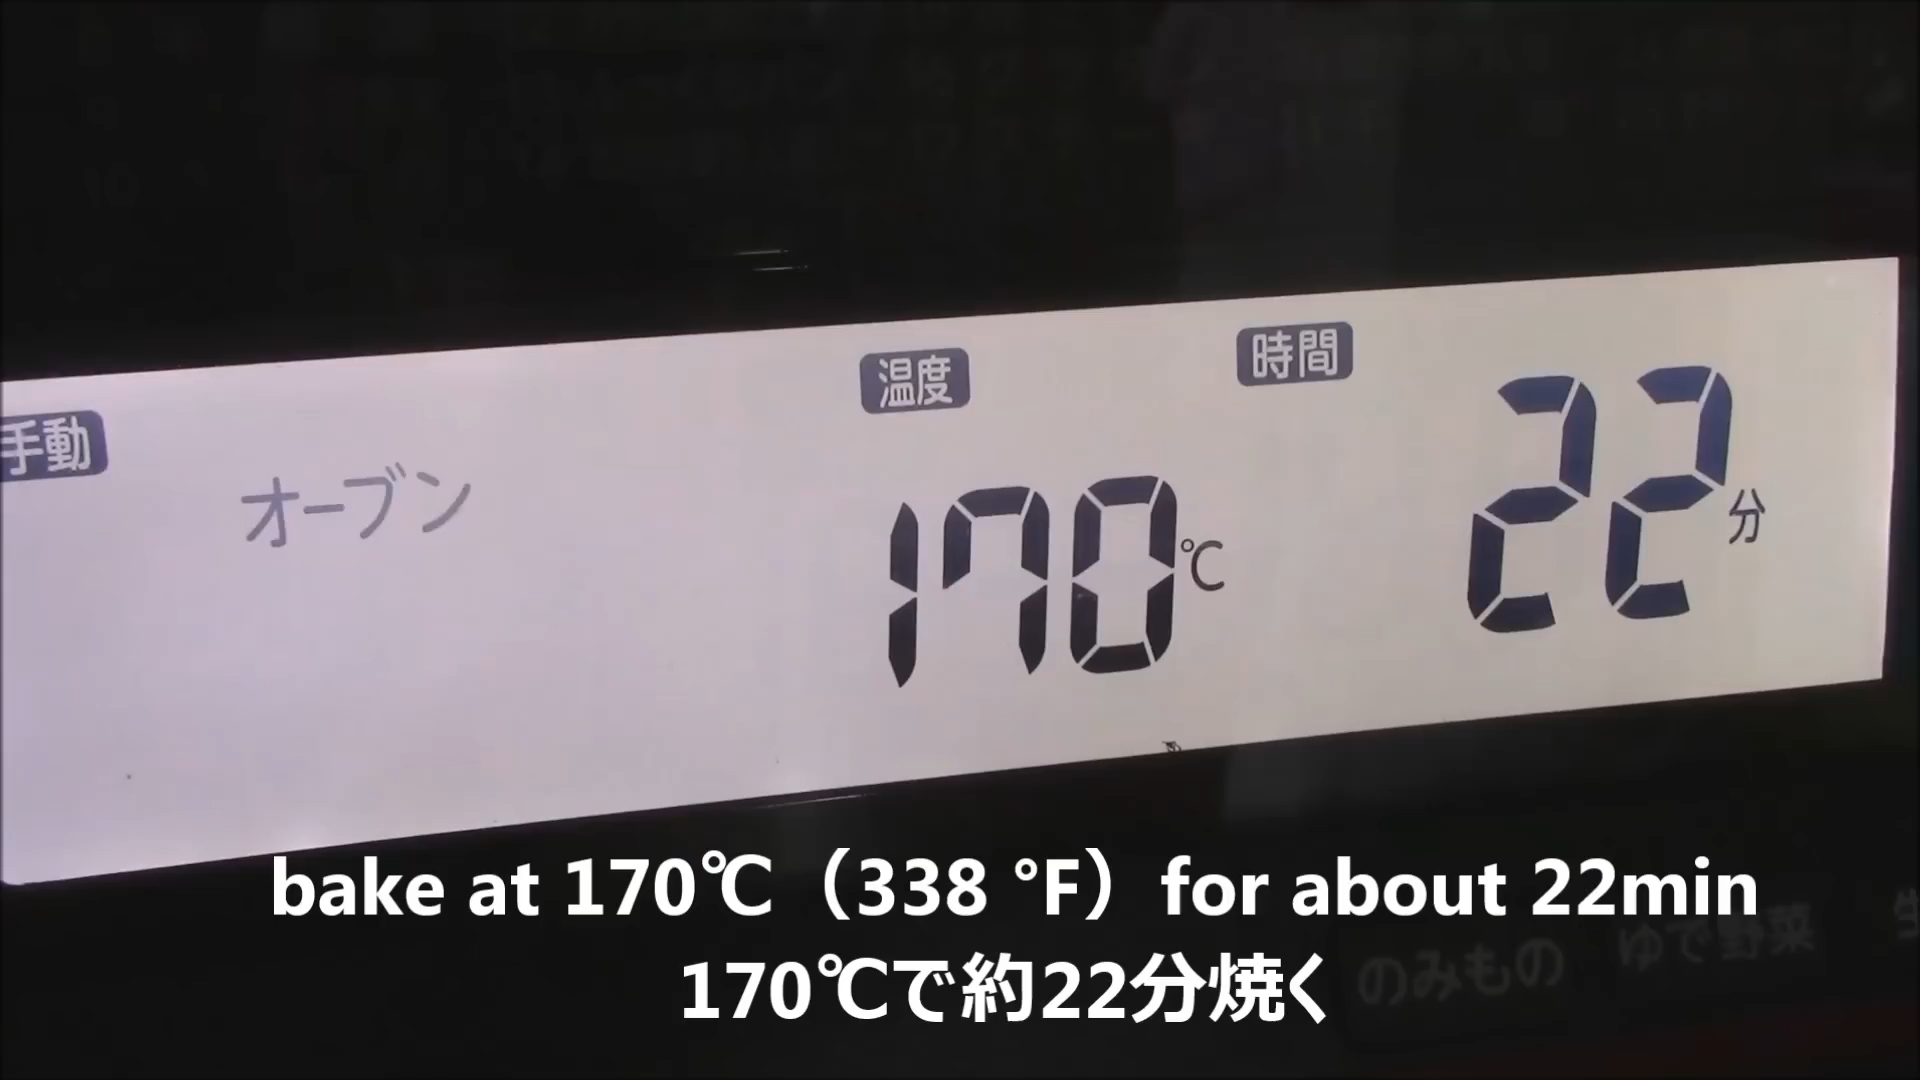 手動
オーブン
温度
170℃
時間
22分
bake at 170℃（338 °F）for about 22min
170℃で約22分焼く
のみもの ゆで野菜